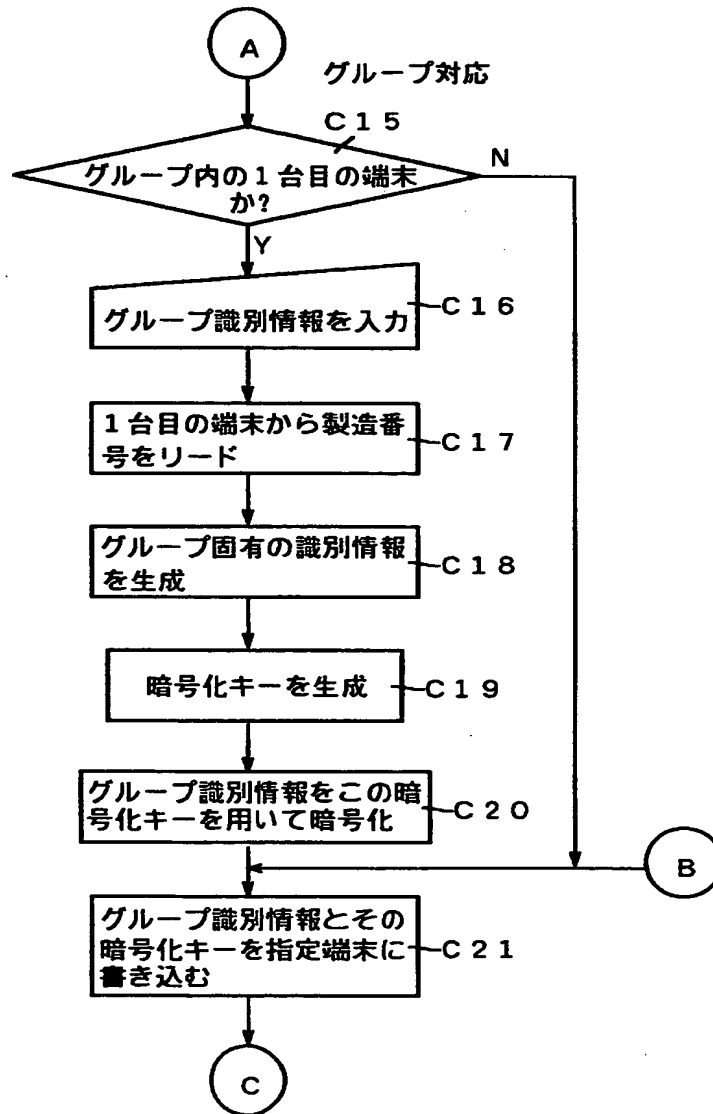 A
グループ対応
C15
グループ内の1台目の端末
か?
N
Y
グループ識別情報を入力
C16
1台目の端末から製造番
号をリード
C17
グループ固有の識別情報
を生成
C18
暗号化キーを生成
C19
グループ識別情報をこの暗
号化キーを用いて暗号化
C20
B
グループ識別情報とその
暗号化キーを指定端末に
書き込む
C21
C